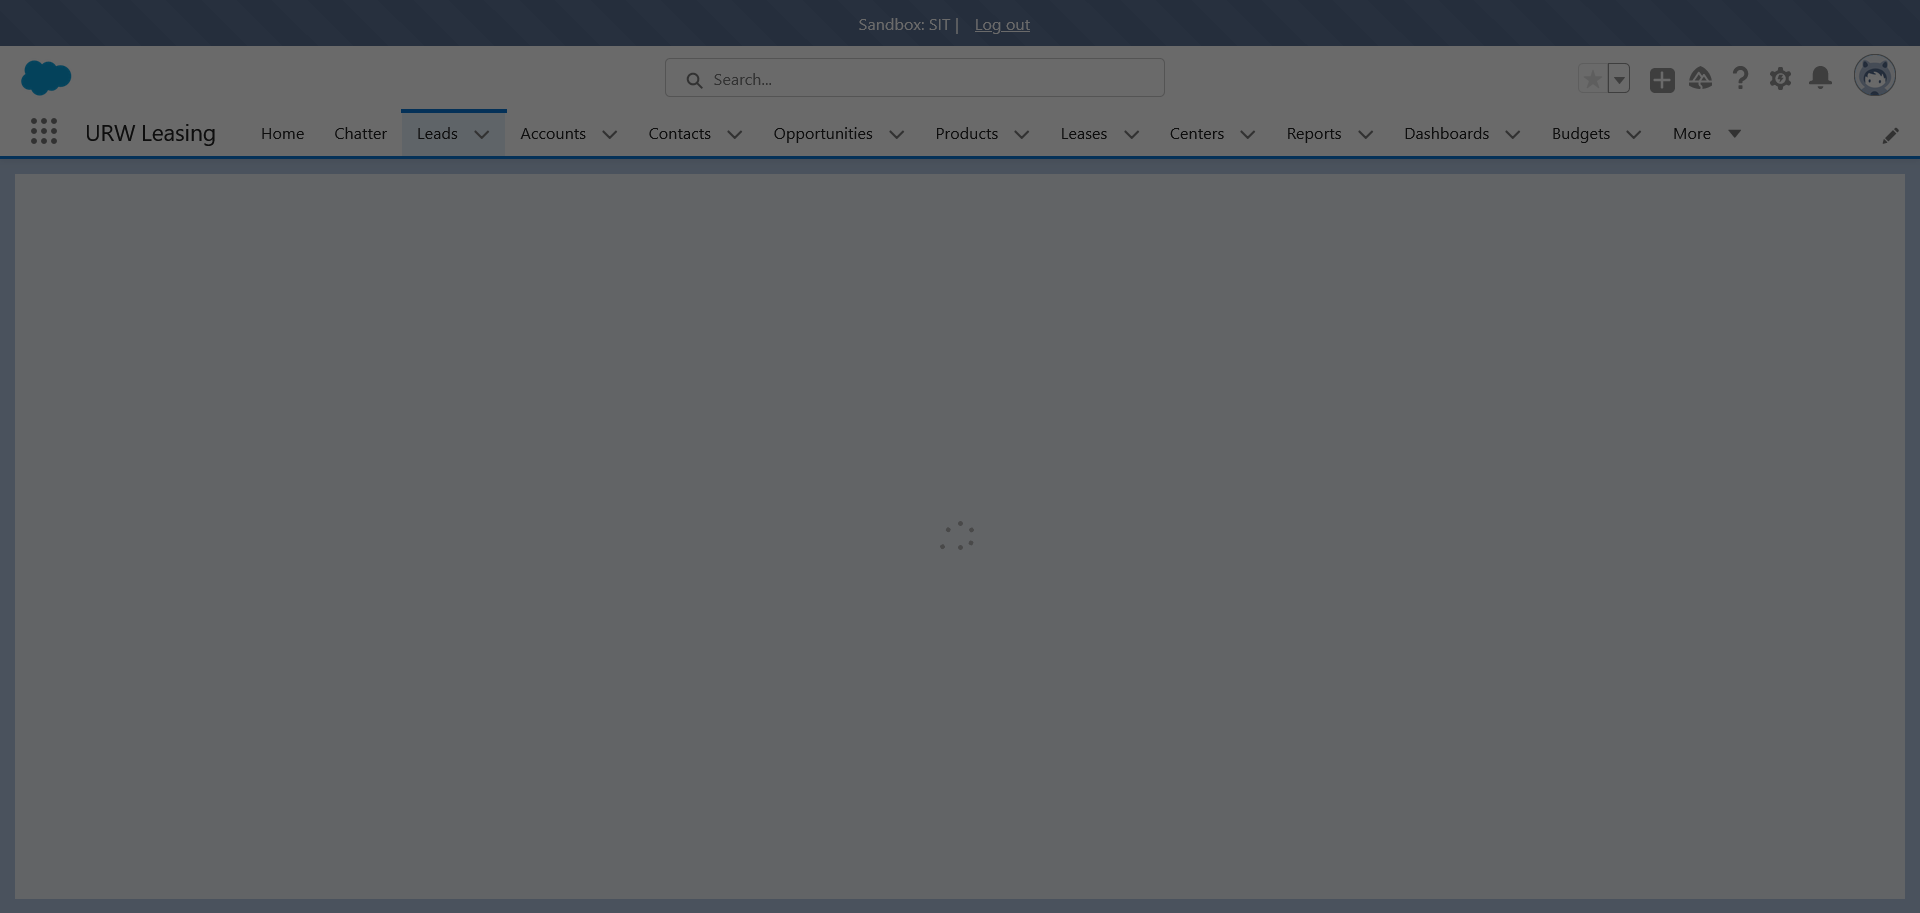 Sandbox: SIT | Log out
Search...
URW Leasing Home Chatter Leads Accounts Contacts Opportunities Products Leases Centers Reports Dashboards Budgets More